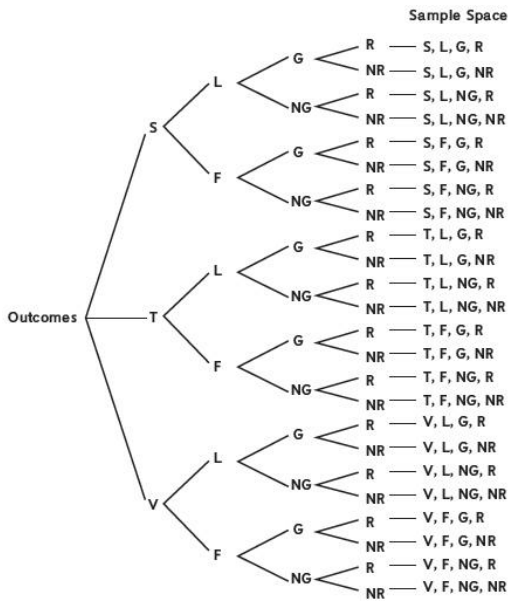 Sample Space
R S, L, G, R
G
NR S, L, G, NR
L
R S, L, NG, R
NG
NR S, L, NG, NR
S
R S, F, G, R
G
NR S, F, G, NR
F
R S, F, NG, R
NG
NR S, F, NG, NR
R T, L, G, R
G
NR T, L, G, NR
L
R T, L, NG, R
NG
NR T, L, NG, NR
Outcomes T
R T, F, G, R
G
NR T, F, G, NR
F
R T, F, NG, R
NG
NR T, F, NG, NR
R V, L, G, R
G
NR V, L, G, NR
L
R V, L, NG, R
NG
NR V, L, NG, NR
V
R V, F, G, R
G
NR V, F, G, NR
F
R V, F, NG, R
NG
NR V, F, NG, NR